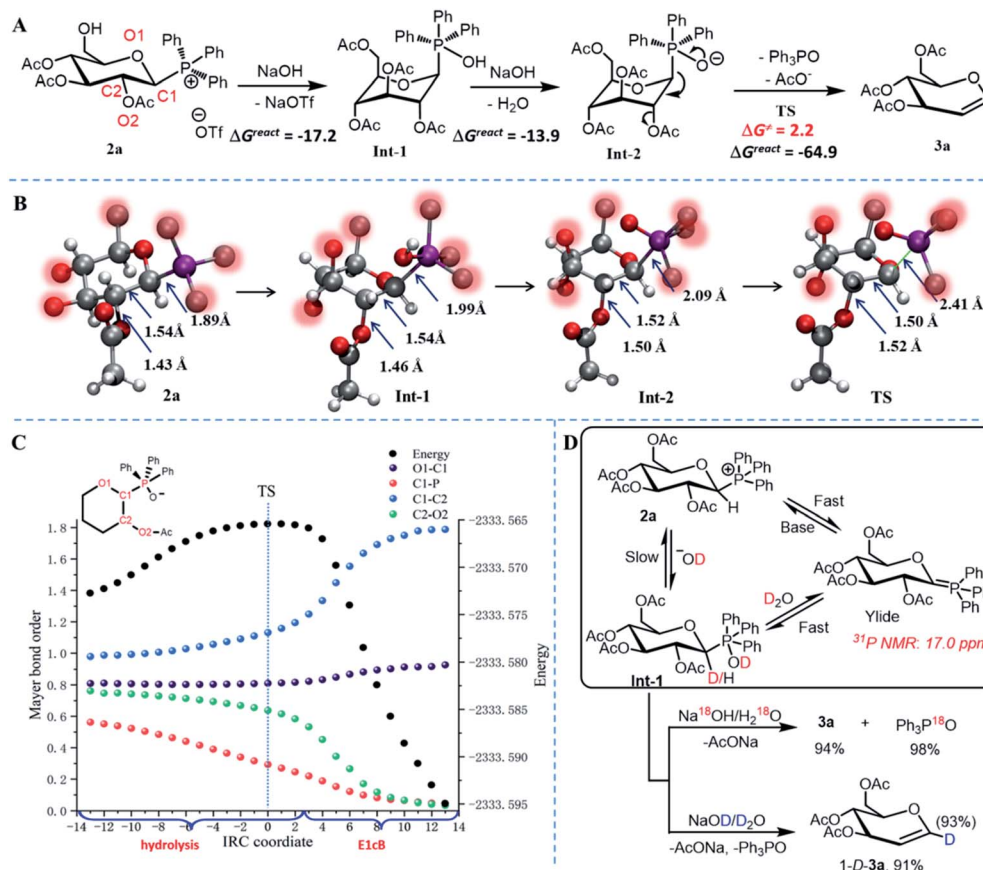 A
HO
O1
Ph
Ph
Ph
P
⊕
AcO
AcO
O
C2
C1
OAc
O2
⊖OTf
2a
NaOH
- NaOTf
ΔG^react = -17.2
AcO
AcO
O
OAc
OAc
Ph
Ph
Ph
P
OH
Int-1
NaOH
- H2O
ΔG^react = -13.9
AcO
AcO
O
OAc
OAc
Ph
Ph
Ph
P
O⊖
Int-2
- Ph3PO
- AcO⁻
TS
ΔG≠ = 2.2
ΔG^react = -64.9
OAc
AcO
AcO
O
3a
B
1.54Å
1.89Å
1.43 Å
2a
1.99Å
1.54Å
1.46 Å
Int-1
2.09 Å
1.52 Å
1.50 Å
Int-2
2.41 Å
1.50 Å
1.52 Å
TS
C
Ph
Ph
Ph
O1
P
C1
O⁻
C2
O2
Ac
TS
Energy
O1-C1
C1-P
C1-C2
C2-O2
Mayer bond order
1.8
1.6
1.4
1.2
1.0
0.8
0.6
0.4
0.2
0.0
-2333.565
-2333.570
-2333.575
-2333.580
-2333.585
-2333.590
-2333.595
Energy
-14 -12 -10 -8 -6 -4 -2 0 2 4 6 8 10 12 14
hydrolysis IRC coordiate E1cB
D
OAc
AcO
AcO
O
OAc
H
⊕
P
Ph
Ph
Ph
2a
Fast
Base
Slow
⁻OD
OAc
AcO
AcO
O
OAc
P
Ph
Ph
Ph
Ylide
³¹P NMR: 17.0 ppm
D2O
Fast
OAc
AcO
AcO
O
OAc
Ph
Ph
Ph
P
OD
D/H
Int-1
Na¹⁸OH/H2¹⁸O
-AcONa
3a + Ph3P¹⁸O
94% 98%
NaOD/D2O
-AcONa, -Ph3PO
OAc
AcO
AcO
O
(93%)
D
1-D-3a, 91%